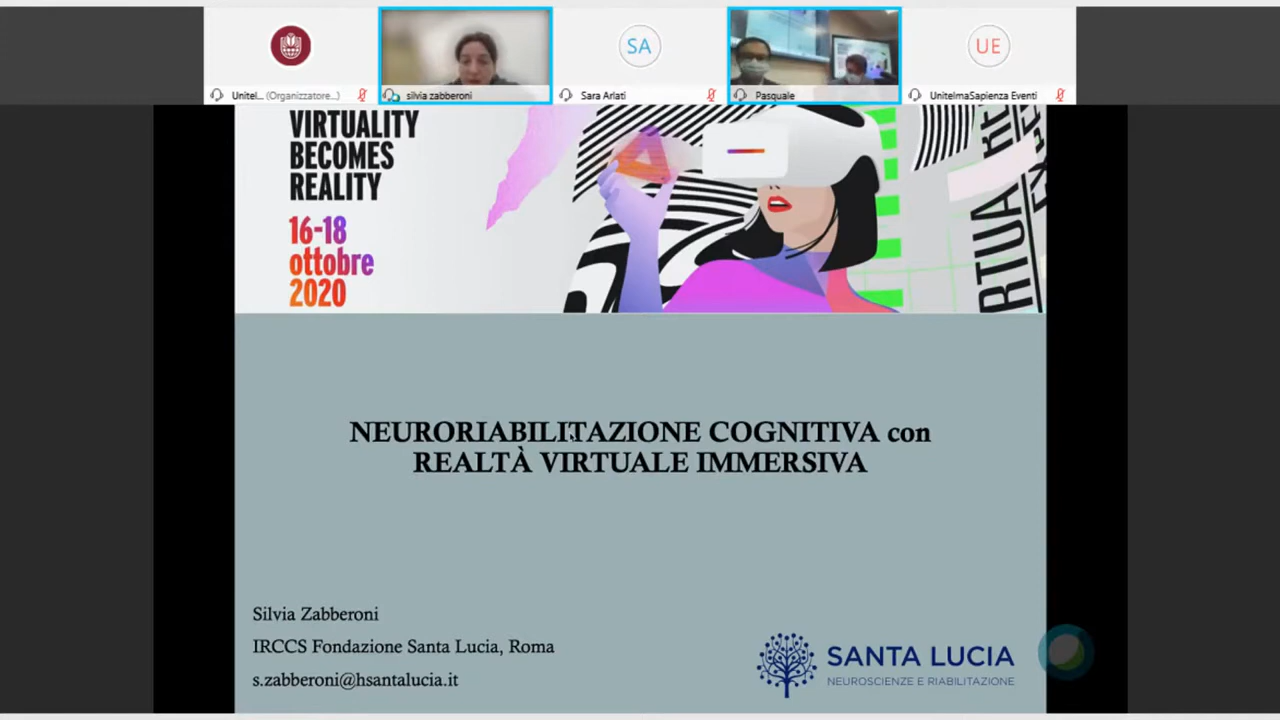 SA
UE
Unitel... (Organizzatore...)
silvia zabberoni
Sara Arlati
Pasquale
UnitelmaSapienza Eventi
VIRTUALITY
BECOMES
REALITY
16-18
ottobre
2020
NEURORIABILITAZIONE COGNITIVA con
REALTÀ VIRTUALE IMMERSIVA
Silvia Zabberoni
IRCCS Fondazione Santa Lucia, Roma
s.zabberoni@hsantalucia.it
SANTA LUCIA
NEUROSCIENZE E RIABILITAZIONE